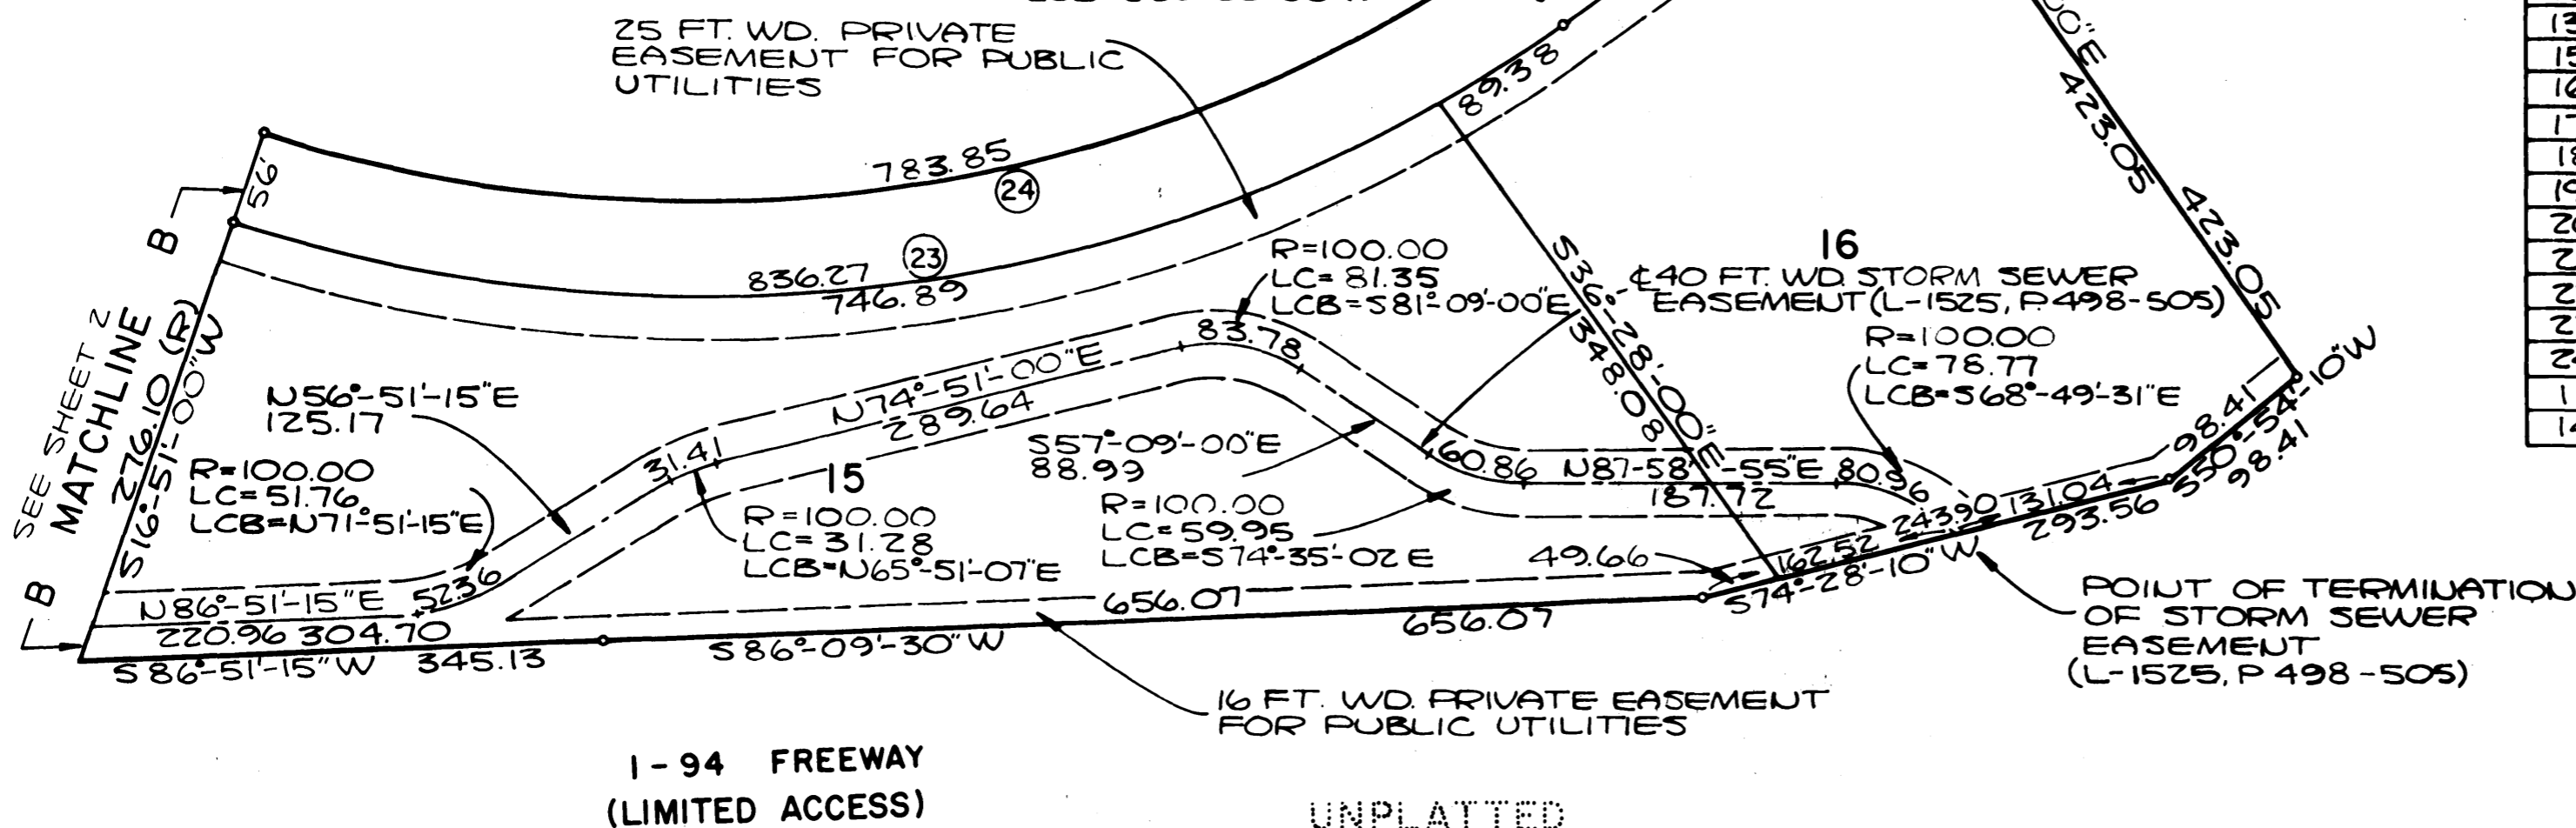 25 FT. WD. PRIVATE
EASEMENT FOR PUBLIC
UTILITIES
00"E
423.05
423.05
89.38
56'
783.85
24
B
23
836.27
746.89
R=100.00
LC=81.35
LCB=S81°-09'-00"E
16
℄40 FT. WD. STORM SEWER
EASEMENT (L-1525, P.498-505)
S36°-28'-00"E
348.08
R=100.00
LC=78.77
LCB=S68°-49'-31"E
SEE SHEET 2
MATCHLINE
276.10 (R)
S16°-51'-00"W
83.78
N74°-51'-00"E
289.64
N56°-51'-15"E
125.17
R=100.00
LC=51.76
LCB=N71°-51'-15"E
31.41
15
R=100.00
LC=31.28
LCB=N65°-51'-07"E
S57°-09'-00"E
88.99
60.86
N87-58'-55"E
80.96
187.72
R=100.00
LC=59.95
LCB=S74°-35'-02 E
98.41
S50°-54'-10"W
98.41
243.90
131.04
293.56
49.66
162.52
S74°-28'-10"W
B
N86°-51'-15"E
52.36
220.96
304.70
S86°-51'-15"W
345.13
S86°-09'-30"W
656.07
656.07
POINT OF TERMINATION
OF STORM SEWER
EASEMENT
(L-1525, P 498-505)
16 FT. WD. PRIVATE EASEMENT
FOR PUBLIC UTILITIES
I-94 FREEWAY
(LIMITED ACCESS)
UNPLATTED